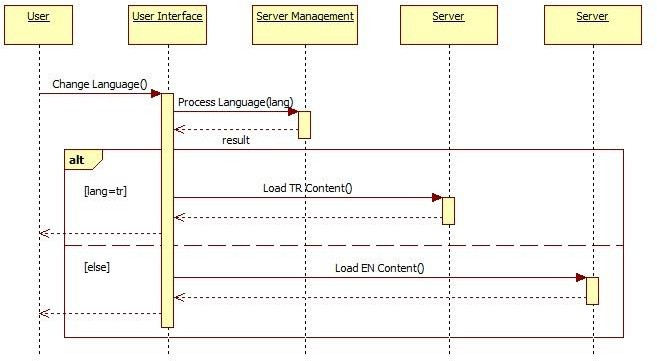 User
User Interface
Server Management
Server
Server
Change Language()
Process Language(lang)
result
alt
[lang=tr]
Load TR Content()
[else]
Load EN Content()